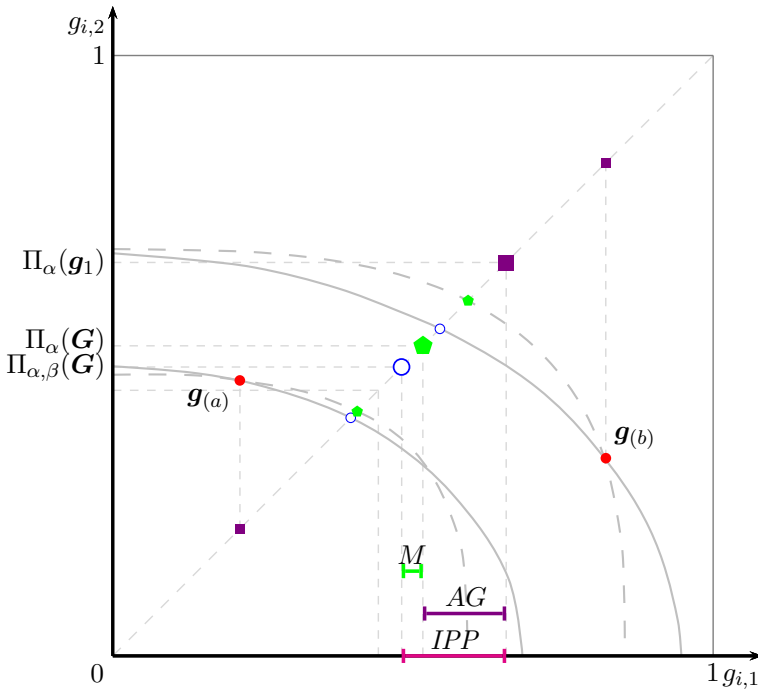 g_{i,2}
1
Π_α(g_1)
Π_α(G)
Π_{α,β}(G)
g_{(a)}
g_{(b)}
M
AG
IPP
0
1 g_{i,1}